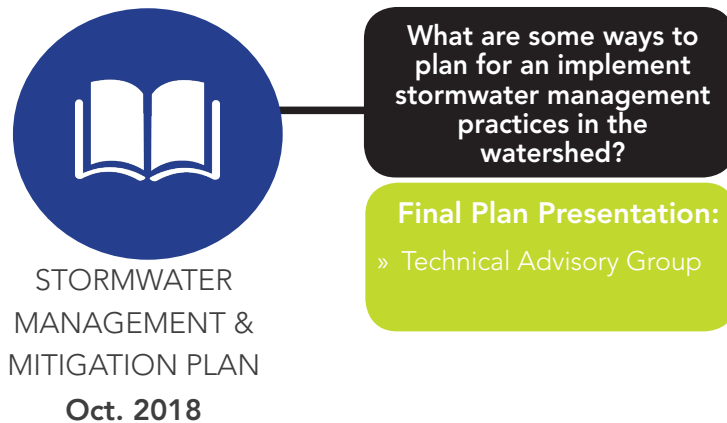 What are some ways to
plan for an implement
stormwater management
practices in the
watershed?
Final Plan Presentation:
» Technical Advisory Group
STORMWATER
MANAGEMENT &
MITIGATION PLAN
Oct. 2018